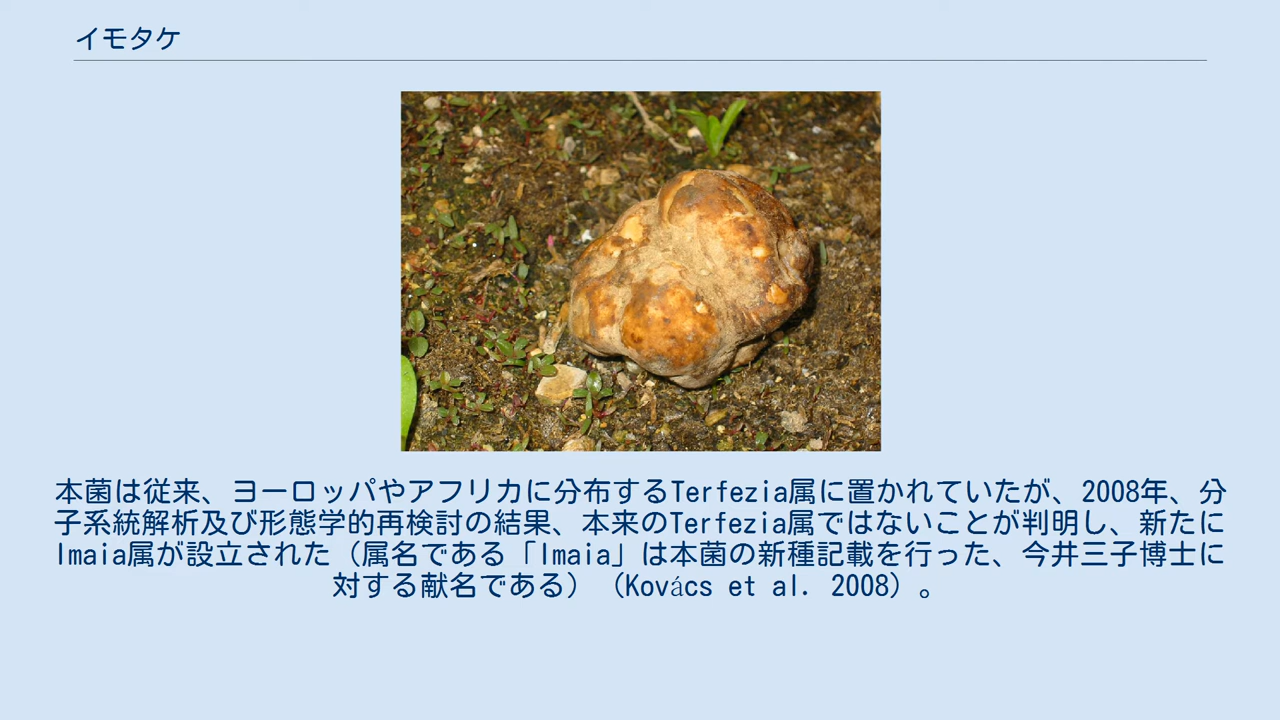 イモタケ
本菌は従来、ヨーロッパやアフリカに分布するTerfezia属に置かれていたが、2008年、分
子系統解析及び形態学的再検討の結果、本来のTerfezia属ではないことが判明し、新たに
Imaia属が設立された（属名である「Imaia」は本菌の新種記載を行った、今井三子博士に
対する献名である）（Kovács et al. 2008）。